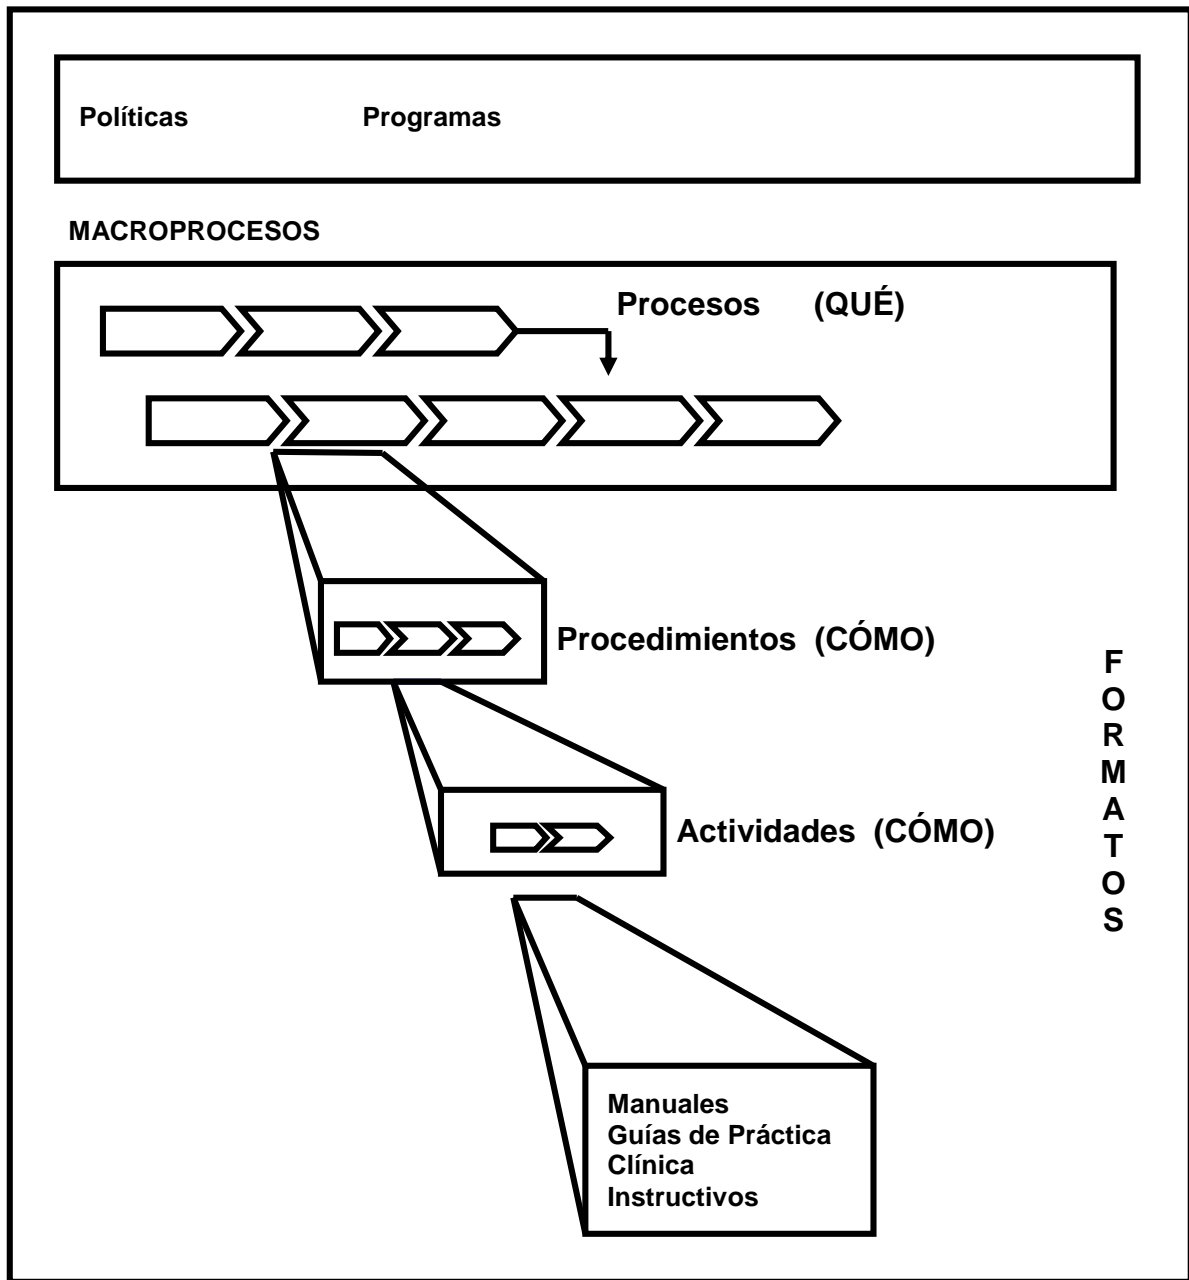 Políticas Programas
MACROPROCESOS
Procesos (QUÉ)
Procedimientos (CÓMO)
Actividades (CÓMO)
F
O
R
M
A
T
O
S
Manuales
Guías de Práctica
Clínica
Instructivos